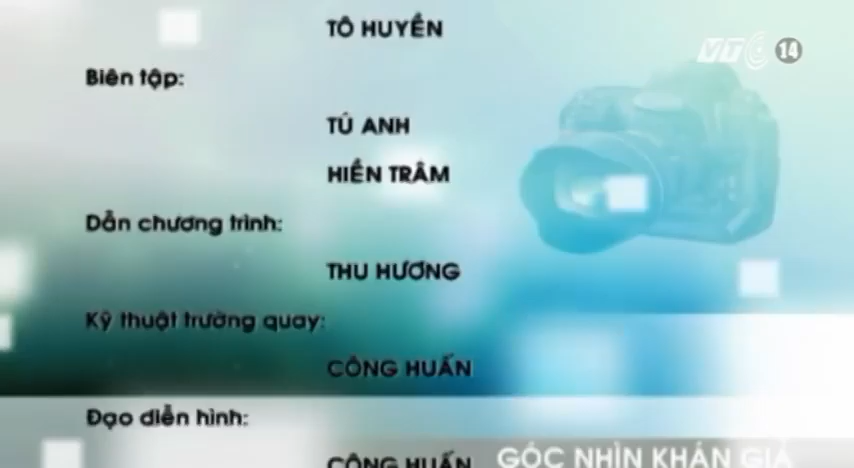 TÔ HUYỀN
VTC 14
Biên tập:
TÚ ANH
HIỀN TRÂM
Dẫn chương trình:
THU HƯƠNG
Kỹ thuật trường quay:
CÔNG HUẤN
Đạo diễn hình:
CÔNG HUẤN
GÓC NHÌN KHÁN GIẢ